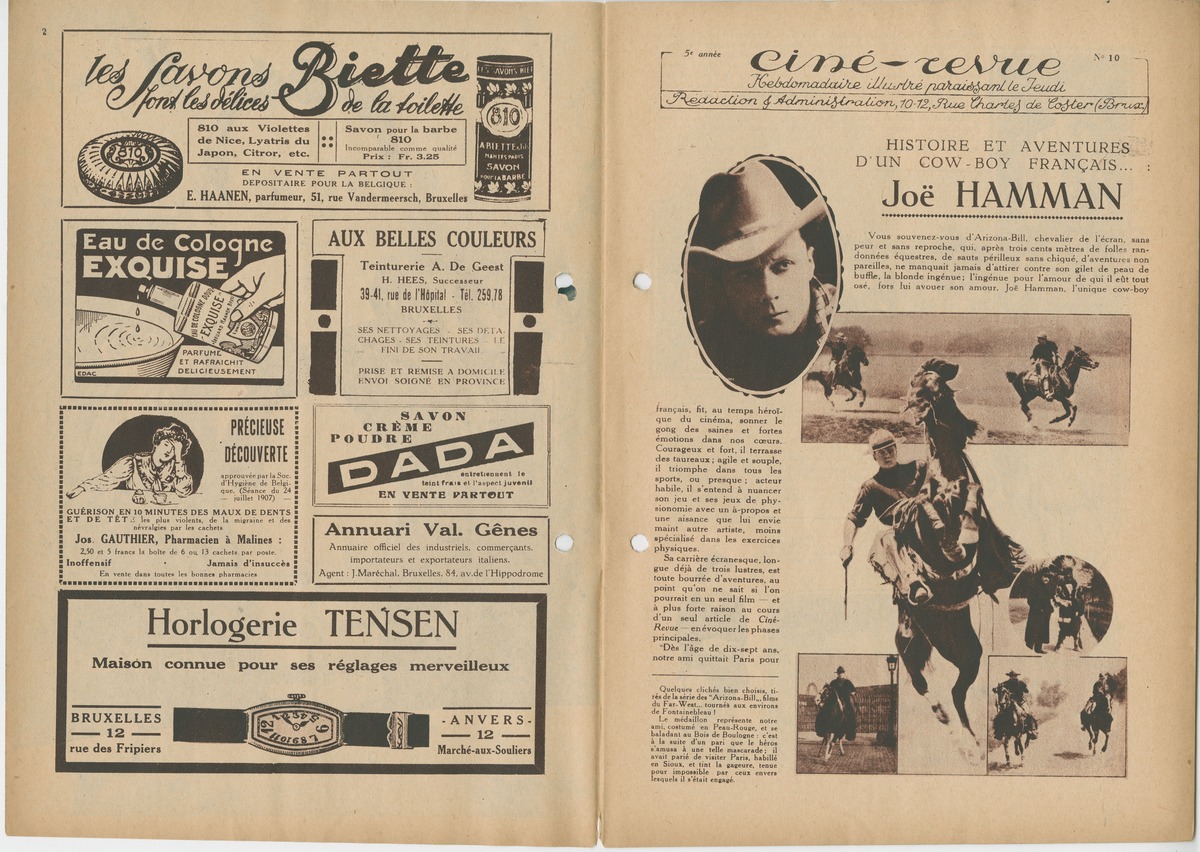 2
les Savons Biette
font les délices de la toilette
810
810 aux Violettes
de Nice, Lyatris du
Japon, Citror, etc.
Savon pour la barbe
810
Incomparable comme qualité
Prix : Fr. 3.25
EN VENTE PARTOUT
DEPOSITAIRE POUR LA BELGIQUE :
E. HAANEN, parfumeur, 51, rue Vandermeersch, Bruxelles
810
A BIETTE & FILS
NANTES PARIS
SAVON
POUR LA BARBE
Eau de Cologne
EXQUISE
EAU DE COLOGNE
EXQUISE
PARFUME
ET RAFRAICHIT
DELICIEUSEMENT
EDAC
AUX BELLES COULEURS
Teinturerie A. De Geest
H. HEES, Successeur
39-41, rue de l'Hôpital - Tél. 259,78
BRUXELLES
SES NETTOYAGES - SES DETA-
CHAGES - SES TEINTURES - LE
FINI DE SON TRAVAIL
PRISE ET REMISE A DOMICILE
ENVOI SOIGNÉ EN PROVINCE
PRÉCIEUSE
DÉCOUVERTE
approuvée par la Soc.
d'Hygiène de Belgi-
que, (Séance du 24
— juillet 1907) —
GUÉRISON EN 10 MINUTES DES MAUX DE DENTS
ET DE TÊTE les plus violents, de la migraine et des
névralgies par les cachets
Jos. GAUTHIER, Pharmacien à Malines :
2,50 et 5 francs la boîte de 6 ou 13 cachets par poste.
Inoffensif · Jamais d'insuccès
En vente dans toutes les bonnes pharmacies
SAVON
CRÈME
POUDRE
DADA
entretiennent le
teint frais et l'aspect juvenil
EN VENTE PARTOUT
Annuari Val. Gênes
Annuaire officiel des industriels, commerçants,
importateurs et exportateurs italiens.
Agent : J. Maréchal, Bruxelles, 84, av. de l'Hippodrome
Horlogerie TENSEN
Maison connue pour ses réglages merveilleux
BRUXELLES
— 12 —
rue des Fripiers
- ANVERS -
— 12 —
Marché-aux-Souliers
5e année
ciné-revue
N° 10
Hebdomadaire illustré paraissant le Jeudi
Rédaction & Administration, 10-12, Rue Charles de Coster (Brux)
HISTOIRE ET AVENTURES
D'UN COW-BOY FRANÇAIS... :
Joë HAMMAN
Vous souvenez-vous d'Arizona-Bill, chevalier de l'écran, sans
peur et sans reproche, qui, après trois cents mètres de folles ran-
données équestres, de sauts périlleux sans chiqué, d'aventures non
pareilles, ne manquait jamais d'attirer contre son gilet de peau de
buffle, la blonde ingénue; l'ingénue pour l'amour de qui il eût tout
osé, fors lui avouer son amour. Joë Hamman, l'unique cow-boy
français, fit, au temps héroï-
que du cinéma, sonner le
gong des saines et fortes
émotions dans nos cœurs.
Courageux et fort, il terrasse
des taureaux; agile et souple,
il triomphe dans tous les
sports, ou presque; acteur
habile, il s'entend à nuancer
son jeu et ses jeux de phy-
sionomie avec un à-propos et
une aisance que lui envie
maint autre artiste, moins
spécialisé dans les exercices
physiques.
Sa carrière écranesque, lon-
gue déjà de trois lustres, est
toute bourrée d'aventures, au
point qu'on ne sait si l'on
pourrait en un seul film — et
à plus forte raison au cours
d'un seul article de Ciné-
Revue — en évoquer les phases
principales.
Dès l'âge de dix-sept ans,
notre ami quittait Paris pour
Quelques clichés bien choisis, ti-
rés de la série des "Arizona-Bill,, films
du Far-West... tournés aux environs
de Fontainebleau !
Le médaillon représente notre
ami, costumé en Peau-Rouge, et se
baladant au Bois de Boulogne : c'est
à la suite d'un pari que le héros
s'amusa à une telle mascarade; il
avait parié de visiter Paris, habillé
en Sioux, et tint la gageure, tenue
pour impossible par ceux envers
lesquels il s'était engagé.